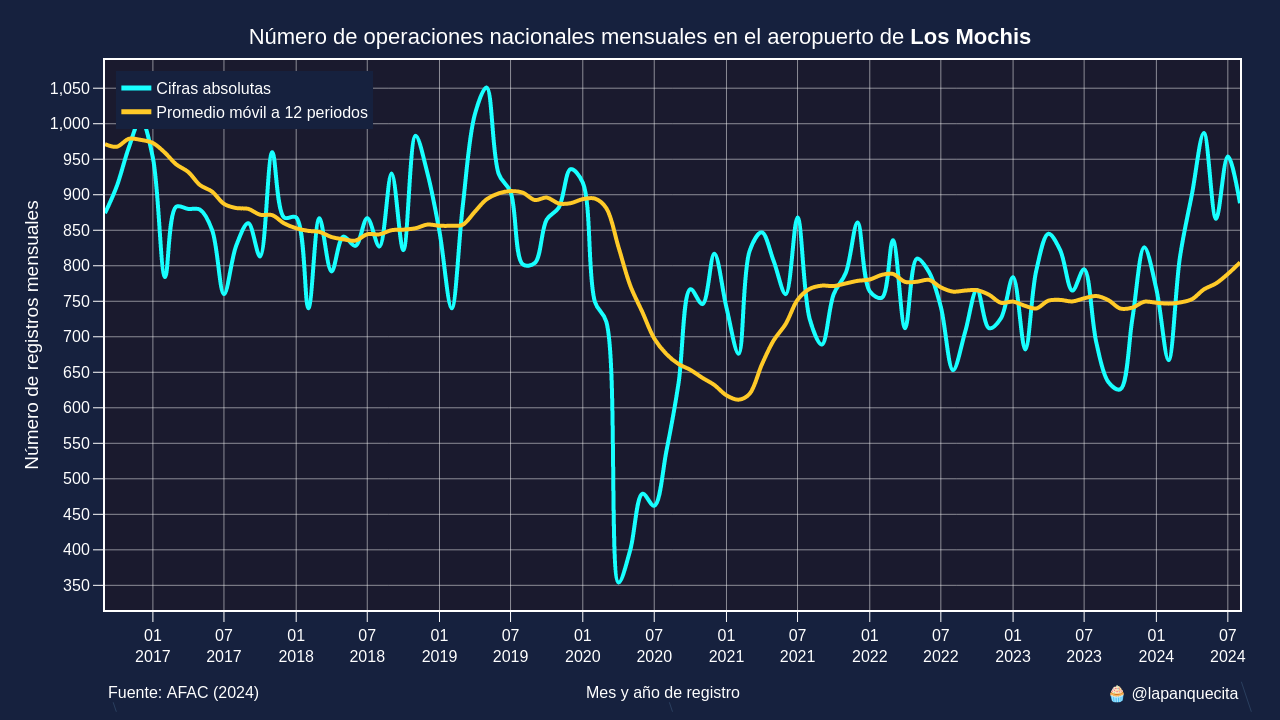 Número de operaciones nacionales mensuales en el aeropuerto de Los Mochis
Cifras absolutas
Promedio móvil a 12 periodos
Número de registros mensuales
1,050
1,000
950
900
850
800
750
700
650
600
550
500
450
400
350
01 07 01 07 01 07 01 07 01 07 01 07 01 07 01 07
2017 2017 2018 2018 2019 2019 2020 2020 2021 2021 2022 2022 2023 2023 2024 2024
Fuente: AFAC (2024) Mes y año de registro 🧁 @lapanquecita